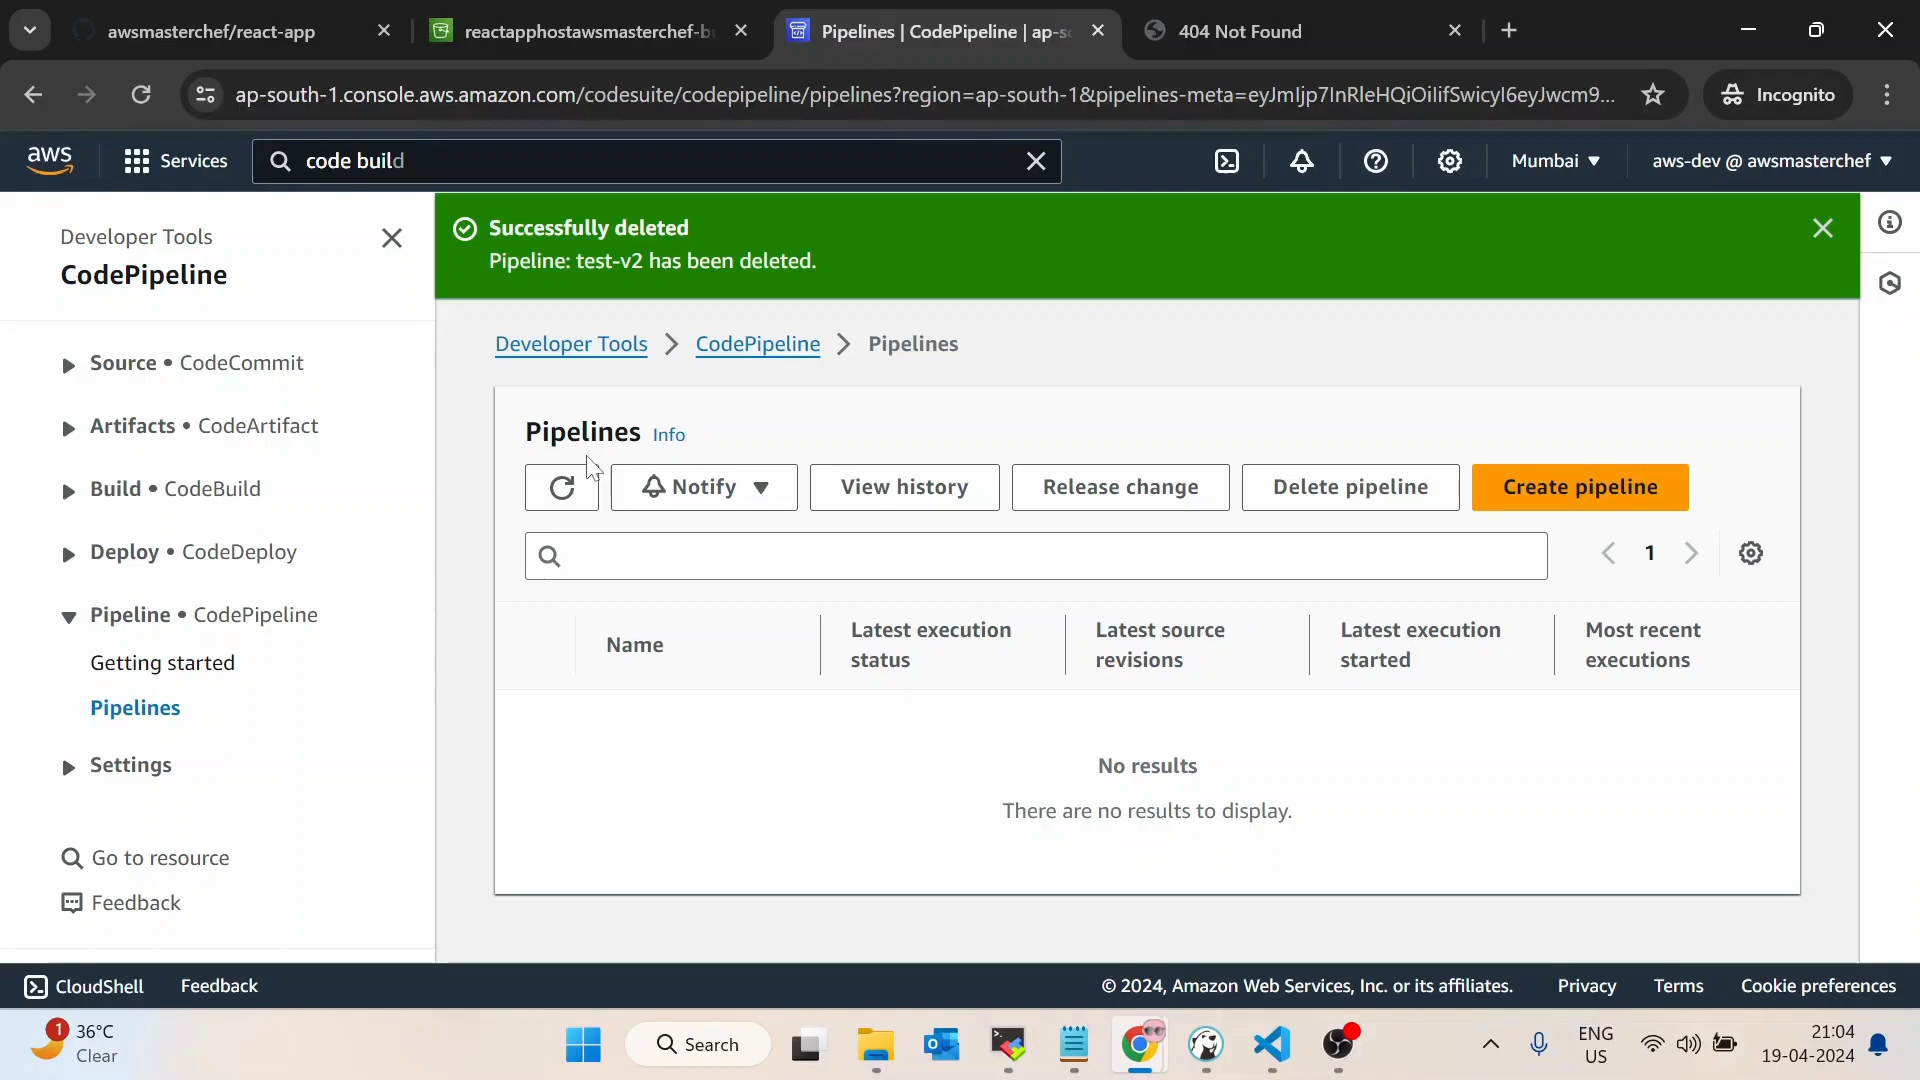 awsmasterchef/react-app
reactapphostawsmasterchef-bu
Pipelines | CodePipeline | ap-so
404 Not Found
ap-south-1.console.aws.amazon.com/codesuite/codepipeline/pipelines?region=ap-south-1&pipelines-meta=eyJmIjp7InRleHQiOiIifSwicyI6eyJwcm9...
Incognito
aws
Services
code build
Mumbai
aws-dev @ awsmasterchef
Developer Tools
CodePipeline
Source • CodeCommit
Artifacts • CodeArtifact
Build • CodeBuild
Deploy • CodeDeploy
Pipeline • CodePipeline
Getting started
Pipelines
Settings
Go to resource
Feedback
Successfully deleted
Pipeline: test-v2 has been deleted.
Developer Tools
CodePipeline
Pipelines
Pipelines Info
Notify
View history
Release change
Delete pipeline
Create pipeline
1
Name
Latest execution status
Latest source revisions
Latest execution started
Most recent executions
No results
There are no results to display.
CloudShell
Feedback
© 2024, Amazon Web Services, Inc. or its affiliates.
Privacy
Terms
Cookie preferences
1
36°C
Clear
Search
ENG
US
21:04
19-04-2024